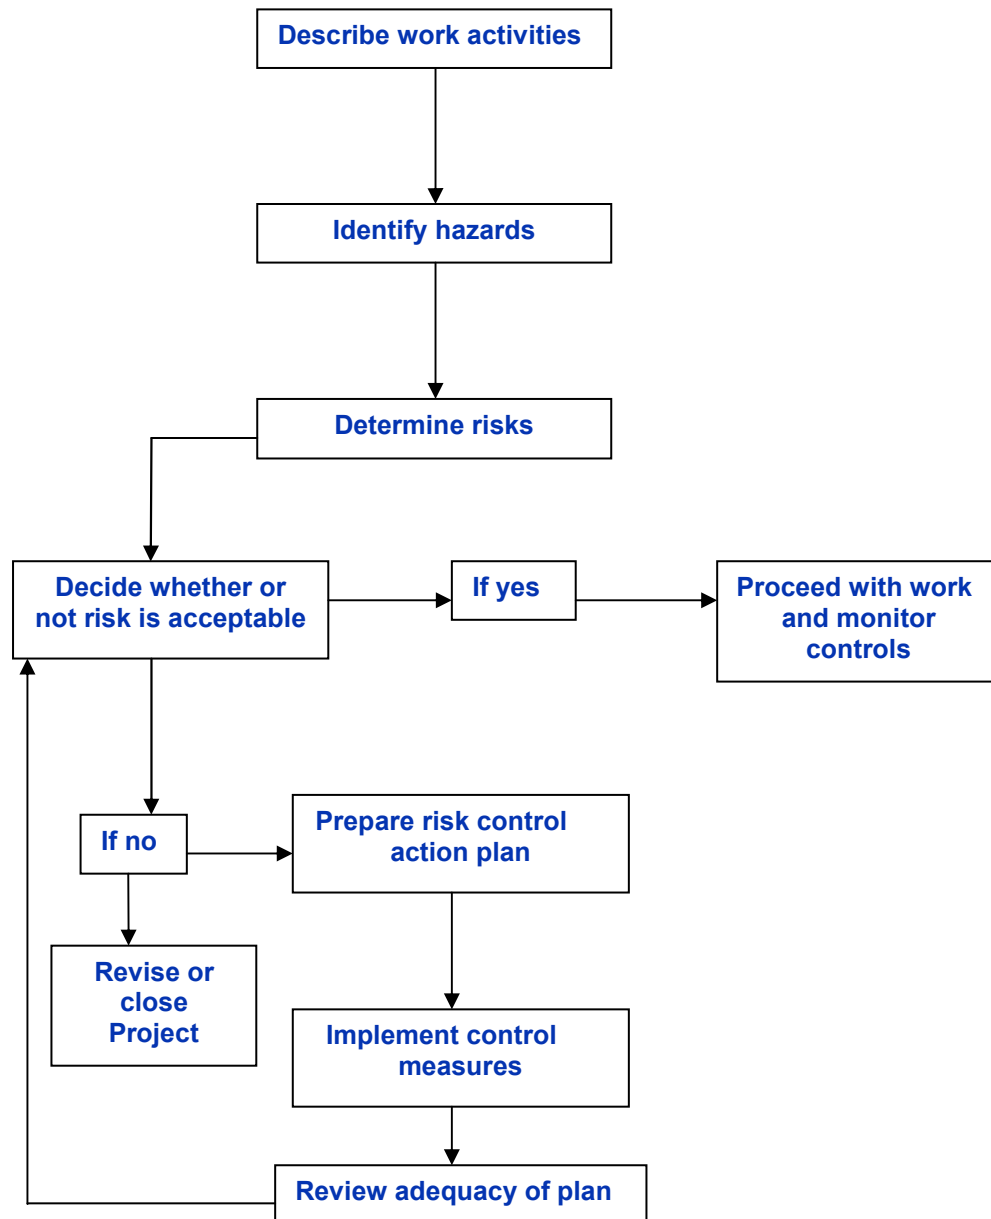 Describe work activities
Identify hazards
Determine risks
Decide whether or
not risk is acceptable
If yes
Proceed with work
and monitor
controls
If no
Prepare risk control
action plan
Revise or
close
Project
Implement control
measures
Review adequacy of plan